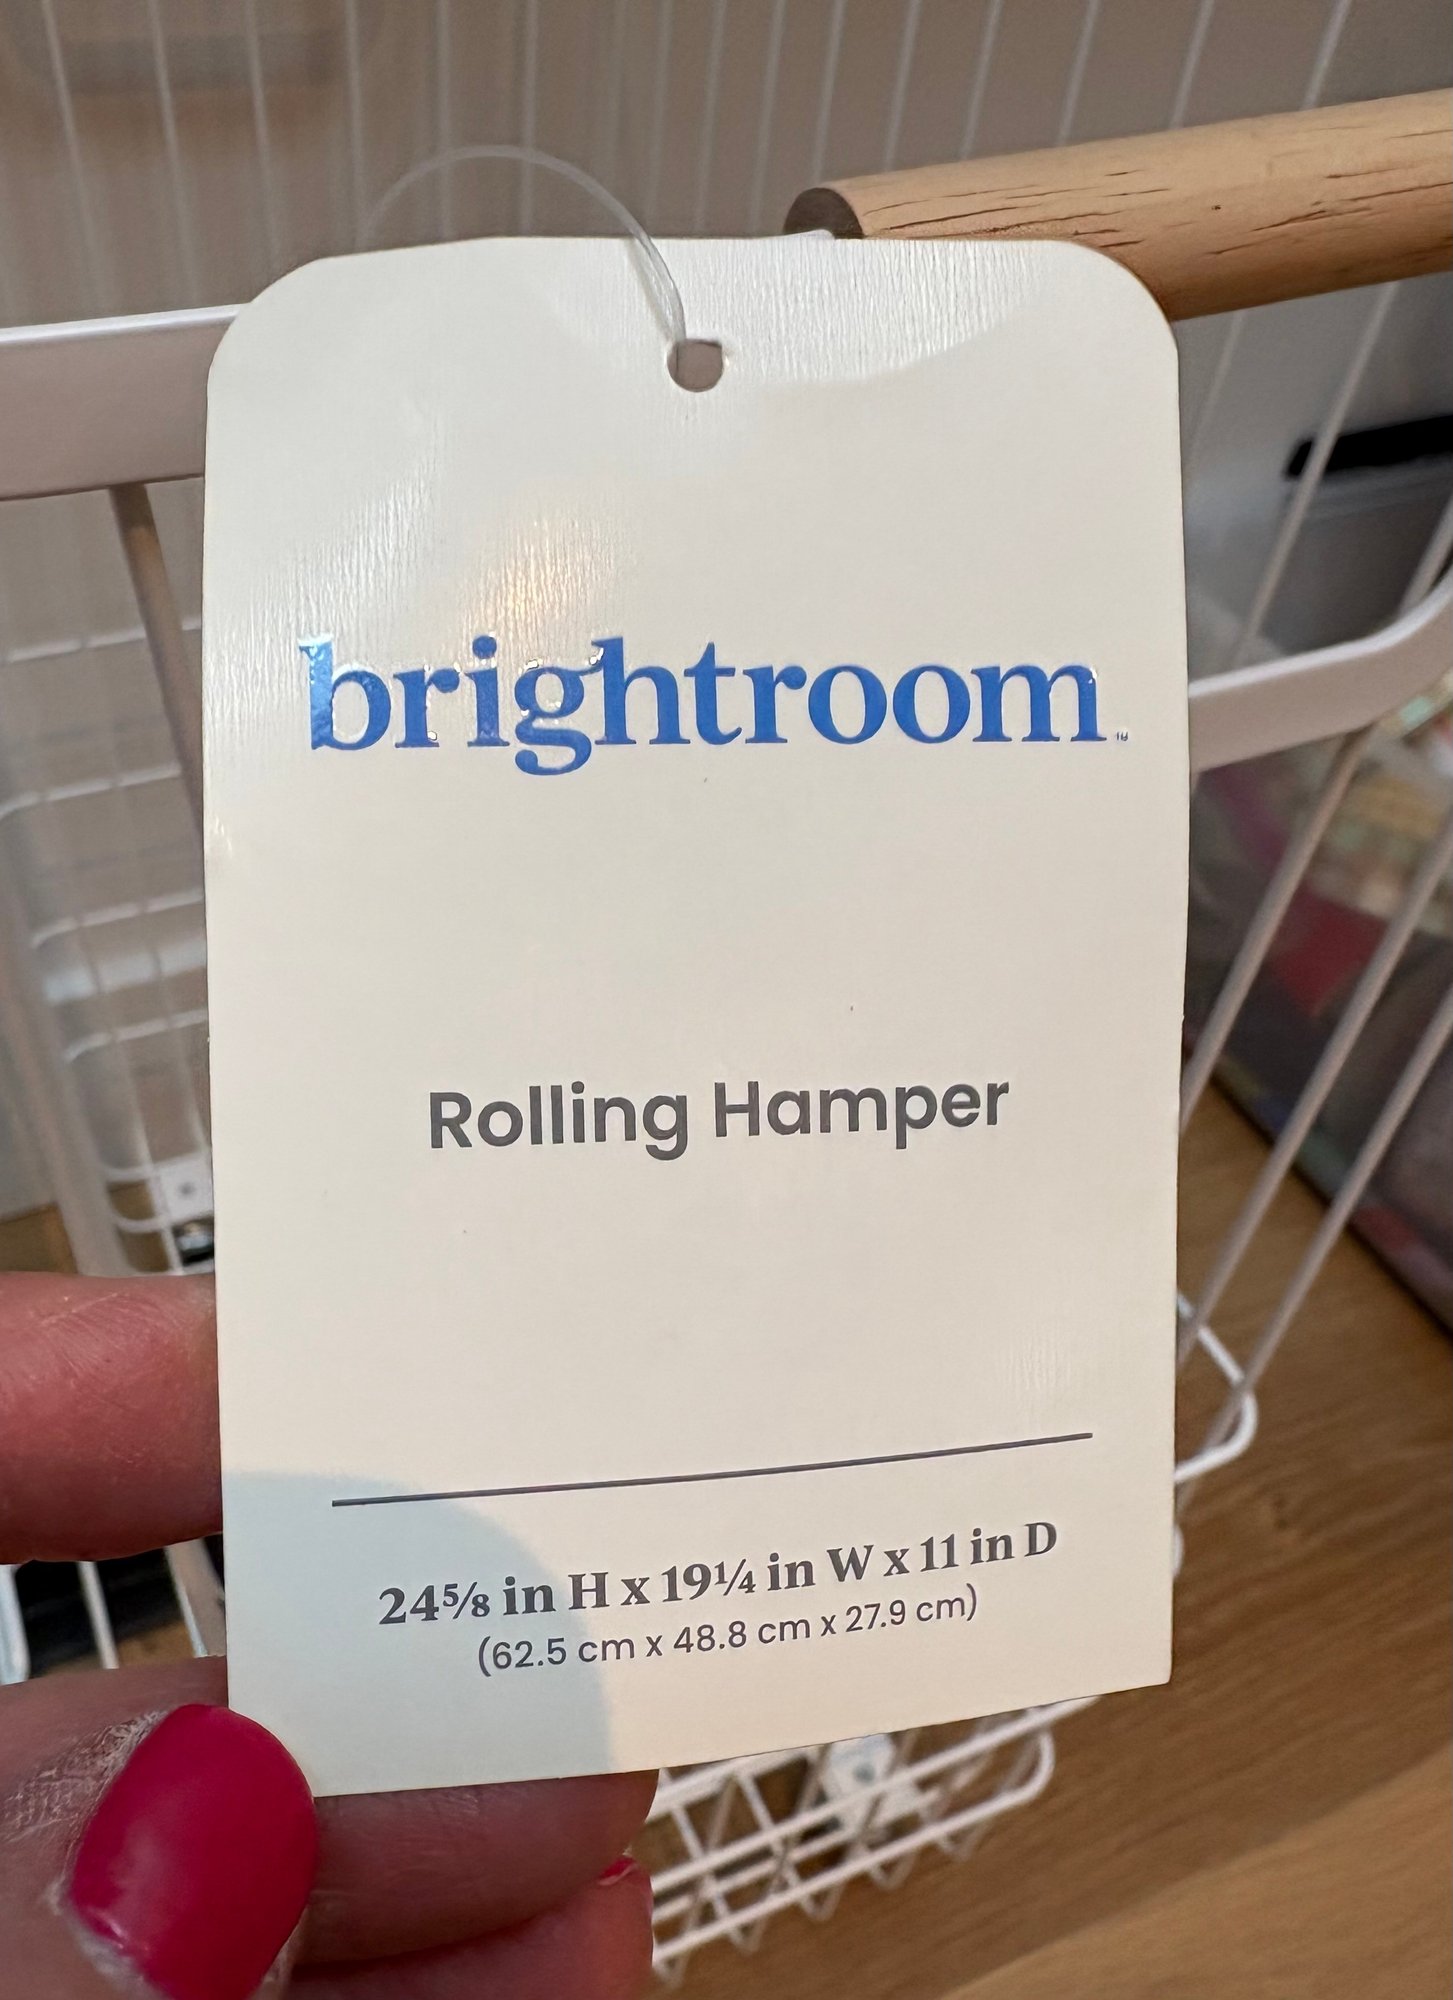 brightroom™
Rolling Hamper
24⅝ in H x 19¼ in W x 11 in D
(62.5 cm x 48.8 cm x 27.9 cm)